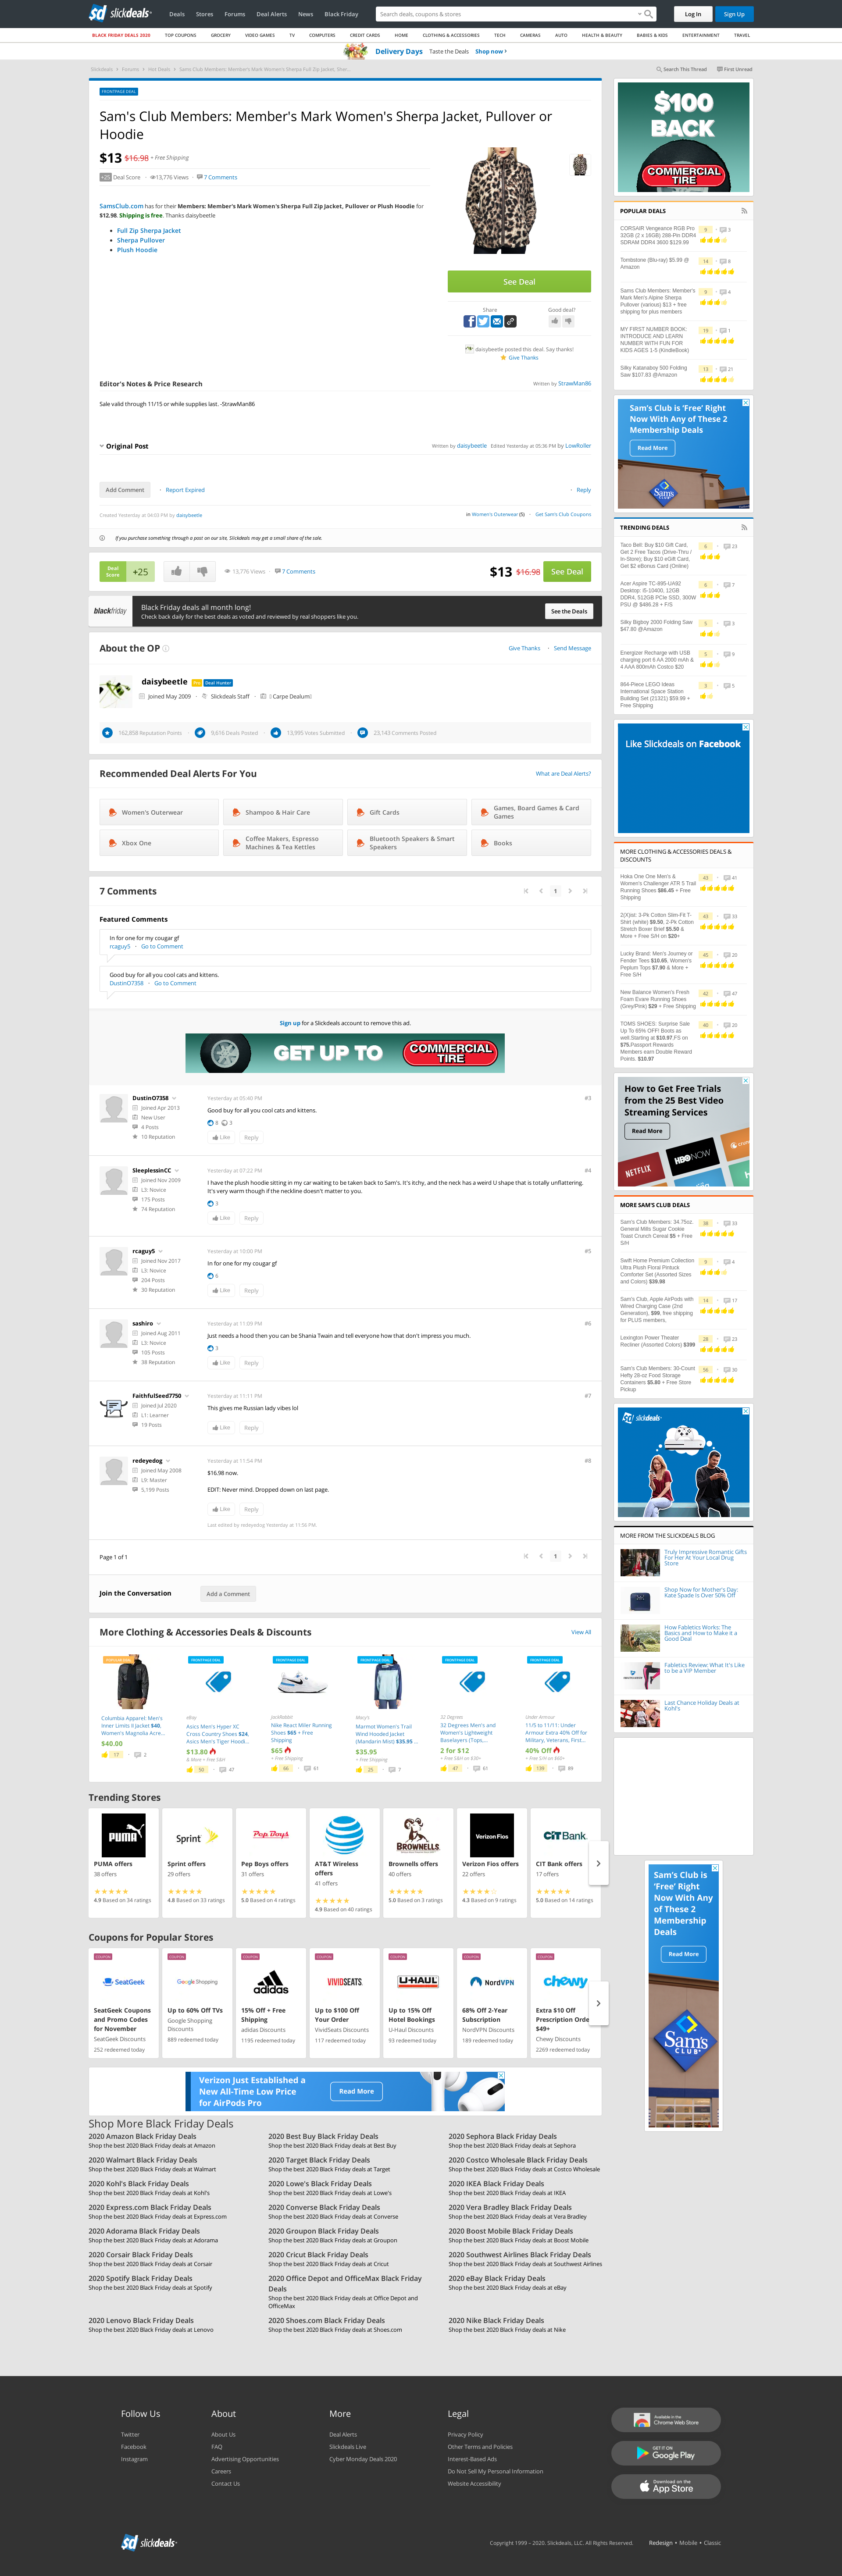 slickdeals
Deals Stores Forums Deal Alerts News Black Friday
Search deals, coupons & stores
Log In Sign Up
BLACK FRIDAY DEALS 2020 TOP COUPONS GROCERY VIDEO GAMES TV COMPUTERS CREDIT CARDS HOME CLOTHING & ACCESSORIES TECH CAMERAS AUTO HEALTH & BEAUTY BABIES & KIDS ENTERTAINMENT TRAVEL
Delivery Days Taste the Deals Shop now
Slickdeals Forums Hot Deals Sams Club Members: Member's Mark Women's Sherpa Full Zip Jacket, Sher...
Search This Thread First Unread
FRONTPAGE DEAL
Sam's Club Members: Member's Mark Women's Sherpa Jacket, Pullover or
Hoodie
$13 $16.98 + Free Shipping
+25 Deal Score 13,776 Views 7 Comments
SamsClub.com has for their Members: Member's Mark Women's Sherpa Full Zip Jacket, Pullover or Plush Hoodie for
$12.98. Shipping is free. Thanks daisybeetle
Full Zip Sherpa Jacket
Sherpa Pullover
Plush Hoodie
See Deal
Share Good deal?
daisybeetle posted this deal. Say thanks!
Give Thanks
Editor's Notes & Price Research
Written by StrawMan86
Sale valid through 11/15 or while supplies last. -StrawMan86
Original Post
Written by daisybeetle Edited Yesterday at 05:36 PM by LowRoller
Add Comment Report Expired Reply
Created Yesterday at 04:03 PM by daisybeetle
in Women's Outerwear (5) Get Sam's Club Coupons
If you purchase something through a post on our site, Slickdeals may get a small share of the sale.
Deal
Score
+25
13,776 Views 7 Comments
$13 $16.98 See Deal
blackfriday
Black Friday deals all month long!
Check back daily for the best deals as voted and reviewed by real shoppers like you.
See the Deals
About the OP
Give Thanks Send Message
daisybeetle Pro Deal Hunter
Joined May 2009 Slickdeals Staff Carpe Dealum
162,858 Reputation Points 9,616 Deals Posted 13,995 Votes Submitted 23,143 Comments Posted
Recommended Deal Alerts For You
What are Deal Alerts?
Women's Outerwear
Shampoo & Hair Care
Gift Cards
Games, Board Games & Card
Games
Xbox One
Coffee Makers, Espresso
Machines & Tea Kettles
Bluetooth Speakers & Smart
Speakers
Books
7 Comments
1
Featured Comments
In for one for my cougar gf
rcaguy5 Go to Comment
Good buy for all you cool cats and kittens.
DustinO7358 Go to Comment
Sign up for a Slickdeals account to remove this ad.
GET UP TO COMMERCIAL TIRE
DustinO7358
Joined Apr 2013
New User
4 Posts
10 Reputation
Yesterday at 05:40 PM
#3
Good buy for all you cool cats and kittens.
8 3
Like Reply
SleeplessinCC
Joined Nov 2009
L3: Novice
175 Posts
74 Reputation
Yesterday at 07:22 PM
#4
I have the plush hoodie sitting in my car waiting to be taken back to Sam's. It's itchy, and the neck has a weird U shape that is totally unflattering.
It's very warm though if the neckline doesn't matter to you.
3
Like Reply
rcaguy5
Joined Nov 2017
L3: Novice
204 Posts
30 Reputation
Yesterday at 10:00 PM
#5
In for one for my cougar gf
6
Like Reply
sashiro
Joined Aug 2011
L3: Novice
105 Posts
38 Reputation
Yesterday at 11:09 PM
#6
Just needs a hood then you can be Shania Twain and tell everyone how that don't impress you much.
3
Like Reply
FaithfulSeed7750
Joined Jul 2020
L1: Learner
19 Posts
Yesterday at 11:11 PM
#7
This gives me Russian lady vibes lol
Like Reply
redeyedog
Joined May 2008
L9: Master
5,199 Posts
Yesterday at 11:54 PM
#8
$16.98 now.
EDIT: Never mind. Dropped down on last page.
Like Reply
Last edited by redeyedog Yesterday at 11:56 PM
Page 1 of 1
1
Join the Conversation Add a Comment
More Clothing & Accessories Deals & Discounts
View All
Columbia Apparel: Men's
Inner Limits II Jacket $40,
Women's Magnolia Acre...
$40.00
17 2
FRONTPAGE DEAL
eBay
Asics Men's Hyper XC
Cross Country Shoes $24,
Asics Men's Tiger Hoodi...
$13.80
& More + Free S&H
50 47
FRONTPAGE DEAL
JackRabbit
Nike React Miler Running
Shoes $65 + Free
Shipping
$65
+ Free Shipping
66 61
FRONTPAGE DEAL
Macy's
Marmot Women's Trail
Wind Hooded Jacket
(Mandarin Mist) $35.95 ...
$35.95
+ Free Shipping
25 7
FRONTPAGE DEAL
32 Degrees
32 Degrees Men's and
Women's Lightweight
Baselayers (Tops,...
2 for $12
+ Free S&H on $30+
47 61
FRONTPAGE DEAL
Under Armour
11/5 to 11/11: Under
Armour Extra 40% Off for
Military, Veterans, First...
40% Off
+ Free S/H on $60+
139 89
Trending Stores
PUMA
PUMA offers
38 offers
4.9 Based on 34 ratings
Sprint
Sprint offers
29 offers
4.8 Based on 33 ratings
Pep Boys
Pep Boys offers
31 offers
5.0 Based on 4 ratings
AT&T
AT&T Wireless
offers
41 offers
4.9 Based on 40 ratings
BROWNELLS
Brownells offers
40 offers
5.0 Based on 3 ratings
Verizon Fios
Verizon Fios offers
22 offers
4.3 Based on 9 ratings
CIT Bank
CIT Bank offers
17 offers
5.0 Based on 14 ratings
Coupons for Popular Stores
COUPON
SeatGeek
SeatGeek Coupons
and Promo Codes
for November
SeatGeek Discounts
252 redeemed today
COUPON
Google Shopping
Up to 60% Off TVs
Google Shopping
Discounts
889 redeemed today
COUPON
adidas
15% Off + Free
Shipping
adidas Discounts
1195 redeemed today
COUPON
VIVIDSEATS
Up to $100 Off
Your Order
VividSeats Discounts
117 redeemed today
COUPON
U-HAUL
Up to 15% Off
Hotel Bookings
U-Haul Discounts
93 redeemed today
COUPON
NordVPN
68% Off 2-Year
Subscription
NordVPN Discounts
189 redeemed today
COUPON
chewy
Extra $10 Off
Prescription Orde
$49+
Chewy Discounts
2269 redeemed today
Verizon Just Established a
New All-Time Low Price
for AirPods Pro
Read More
Shop More Black Friday Deals
2020 Amazon Black Friday Deals
Shop the best 2020 Black Friday deals at Amazon
2020 Best Buy Black Friday Deals
Shop the best 2020 Black Friday deals at Best Buy
2020 Sephora Black Friday Deals
Shop the best 2020 Black Friday deals at Sephora
2020 Walmart Black Friday Deals
Shop the best 2020 Black Friday deals at Walmart
2020 Target Black Friday Deals
Shop the best 2020 Black Friday deals at Target
2020 Costco Wholesale Black Friday Deals
Shop the best 2020 Black Friday deals at Costco Wholesale
2020 Kohl's Black Friday Deals
Shop the best 2020 Black Friday deals at Kohl's
2020 Lowe's Black Friday Deals
Shop the best 2020 Black Friday deals at Lowe's
2020 IKEA Black Friday Deals
Shop the best 2020 Black Friday deals at IKEA
2020 Express.com Black Friday Deals
Shop the best 2020 Black Friday deals at Express.com
2020 Converse Black Friday Deals
Shop the best 2020 Black Friday deals at Converse
2020 Vera Bradley Black Friday Deals
Shop the best 2020 Black Friday deals at Vera Bradley
2020 Adorama Black Friday Deals
Shop the best 2020 Black Friday deals at Adorama
2020 Groupon Black Friday Deals
Shop the best 2020 Black Friday deals at Groupon
2020 Boost Mobile Black Friday Deals
Shop the best 2020 Black Friday deals at Boost Mobile
2020 Corsair Black Friday Deals
Shop the best 2020 Black Friday deals at Corsair
2020 Cricut Black Friday Deals
Shop the best 2020 Black Friday deals at Cricut
2020 Southwest Airlines Black Friday Deals
Shop the best 2020 Black Friday deals at Southwest Airlines
2020 Spotify Black Friday Deals
Shop the best 2020 Black Friday deals at Spotify
2020 Office Depot and OfficeMax Black Friday
Deals
Shop the best 2020 Black Friday deals at Office Depot and
OfficeMax
2020 eBay Black Friday Deals
Shop the best 2020 Black Friday deals at eBay
2020 Lenovo Black Friday Deals
Shop the best 2020 Black Friday deals at Lenovo
2020 Shoes.com Black Friday Deals
Shop the best 2020 Black Friday deals at Shoes.com
2020 Nike Black Friday Deals
Shop the best 2020 Black Friday deals at Nike
$100
BACK
COMMERCIAL
TIRE
POPULAR DEALS
CORSAIR Vengeance RGB Pro
32GB (2 x 16GB) 288-Pin DDR4
SDRAM DDR4 3600 $129.99
9 3
Tombstone (Blu-ray) $5.99 @
Amazon
14 8
Sams Club Members: Member's
Mark Men's Alpine Sherpa
Pullover (various) $13 + free
shipping for plus members
9 4
MY FIRST NUMBER BOOK:
INTRODUCE AND LEARN
NUMBER WITH FUN FOR
KIDS AGES 1-5 (KindleBook)
19 1
Silky Katanaboy 500 Folding
Saw $107.83 @Amazon
13 21
Sam's Club is 'Free' Right
Now With Any of These 2
Membership Deals
Read More
Sam's
TRENDING DEALS
Taco Bell: Buy $10 Gift Card,
Get 2 Free Tacos (Drive-Thru /
In-Store), Buy $10 eGift Card,
Get $2 eBonus Card (Online)
6 23
Acer Aspire TC-895-UA92
Desktop: i5-10400, 12GB
DDR4, 512GB PCIe SSD, 300W
PSU @ $486.28 + F/S
6 7
Silky Bigboy 2000 Folding Saw
$47.80 @Amazon
5 3
Energizer Recharge with USB
charging port 6 AA 2000 mAh &
4 AAA 800mAh Costco $20
5 9
864-Piece LEGO Ideas
International Space Station
Building Set (21321) $59.99 +
Free Shipping
3 5
Like Slickdeals on Facebook
MORE CLOTHING & ACCESSORIES DEALS &
DISCOUNTS
Hoka One One Men's &
Women's Challenger ATR 5 Trail
Running Shoes $86.45 + Free
Shipping
43 41
2(X)ist: 3-Pk Cotton Slim-Fit T-
Shirt (white) $9.50, 2-Pk Cotton
Stretch Boxer Brief $5.50 &
More + Free S/H on $20+
43 33
Lucky Brand: Men's Journey or
Fender Tees $10.65, Women's
Peplum Tops $7.90 & More +
Free S/H
45 20
New Balance Women's Fresh
Foam Evare Running Shoes
(Grey/Pink) $29 + Free Shipping
42 47
TOMS SHOES: Surprise Sale
Up To 65% OFF! Boots as
well.Starting at $10.97.FS on
$75.Passport Rewards
Members earn Double Reward
Points. $10.97
40 20
How to Get Free Trials
from the 25 Best Video
Streaming Services
Read More
NETFLIX HBO NOW
MORE SAM'S CLUB DEALS
Sam's Club Members: 34.75oz.
General Mills Sugar Cookie
Toast Crunch Cereal $5 + Free
S/H
38 33
Swift Home Premium Collection
Ultra Plush Floral Pintuck
Comforter Set (Assorted Sizes
and Colors) $39.98
9 4
Sam's Club, Apple AirPods with
Wired Charging Case (2nd
Generation), $99, free shipping
for PLUS members,
14 17
Lexington Power Theater
Recliner (Assorted Colors) $399
28 23
Sam's Club Members: 30-Count
Hefty 28-oz Food Storage
Containers $5.80 + Free Store
Pickup
56 30
slickdeals
MORE FROM THE SLICKDEALS BLOG
Truly Impressive Romantic Gifts
For Her At Your Local Drug
Store
Shop Now for Mother's Day:
Kate Spade Is Over 50% Off
How Fabletics Works: The
Basics and How to Make it a
Good Deal
Fabletics Review: What It's Like
to be a VIP Member
Last Chance Holiday Deals at
Kohl's
Sam's Club is
'Free' Right
Now With Any
of These 2
Membership
Deals
Read More
Sam's
CLUB
Follow Us
Twitter
Facebook
Instagram
About
About Us
FAQ
Advertising Opportunities
Careers
Contact Us
More
Deal Alerts
Slickdeals Live
Cyber Monday Deals 2020
Legal
Privacy Policy
Other Terms and Policies
Interest-Based Ads
Do Not Sell My Personal Information
Website Accessibility
Available in the
Chrome Web Store
GET IT ON
Google Play
Download on the
App Store
slickdeals
Copyright 1999 – 2020. Slickdeals, LLC. All Rights Reserved. Redesign • Mobile • Classic